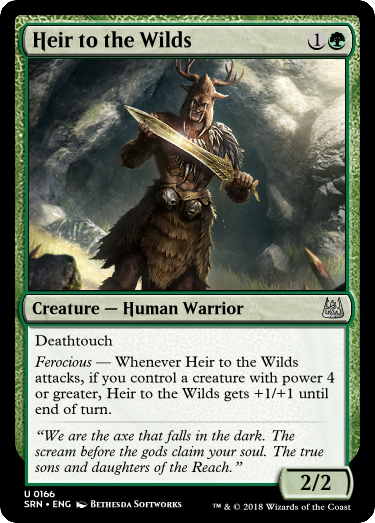 Heir to the Wilds 1
Creature — Human Warrior
Deathtouch
Ferocious — Whenever Heir to the Wilds
attacks, if you control a creature with power 4
or greater, Heir to the Wilds gets +1/+1 until
end of turn.
“We are the axe that falls in the dark. The
scream before the gods claim your soul. The true
sons and daughters of the Reach.”
2/2
U 0166
SRN • ENG Bethesda Softworks
™ & © 2018 Wizards of the Coast